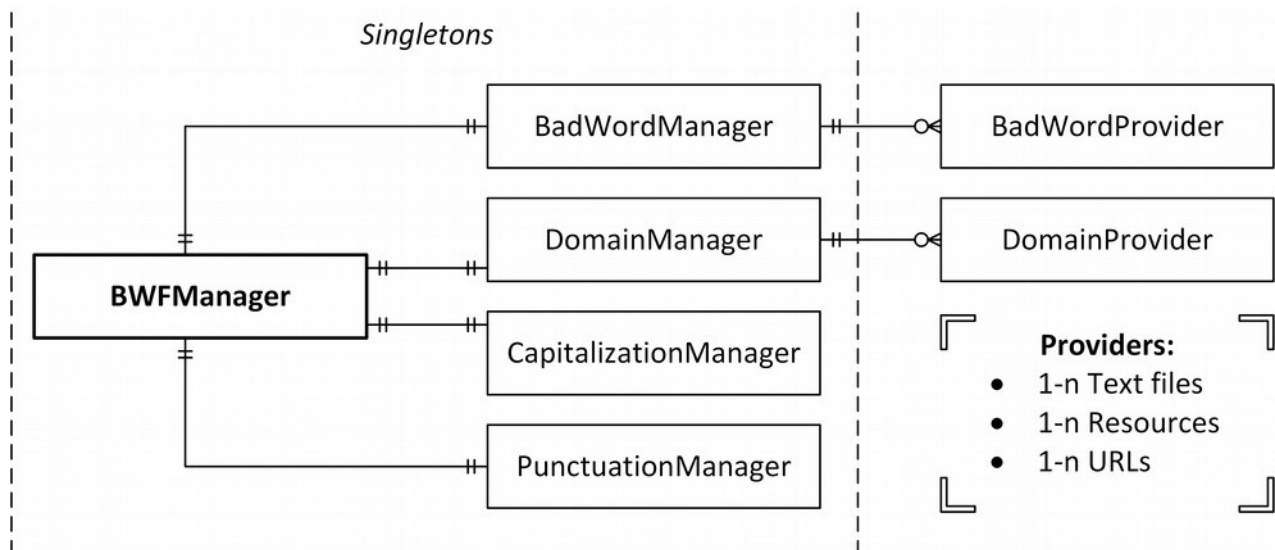 Singletons
BadWordManager
BadWordProvider
DomainManager
DomainProvider
BWFManager
CapitalizationManager
PunctuationManager
Providers:
● 1-n Text files
● 1-n Resources
● 1-n URLs